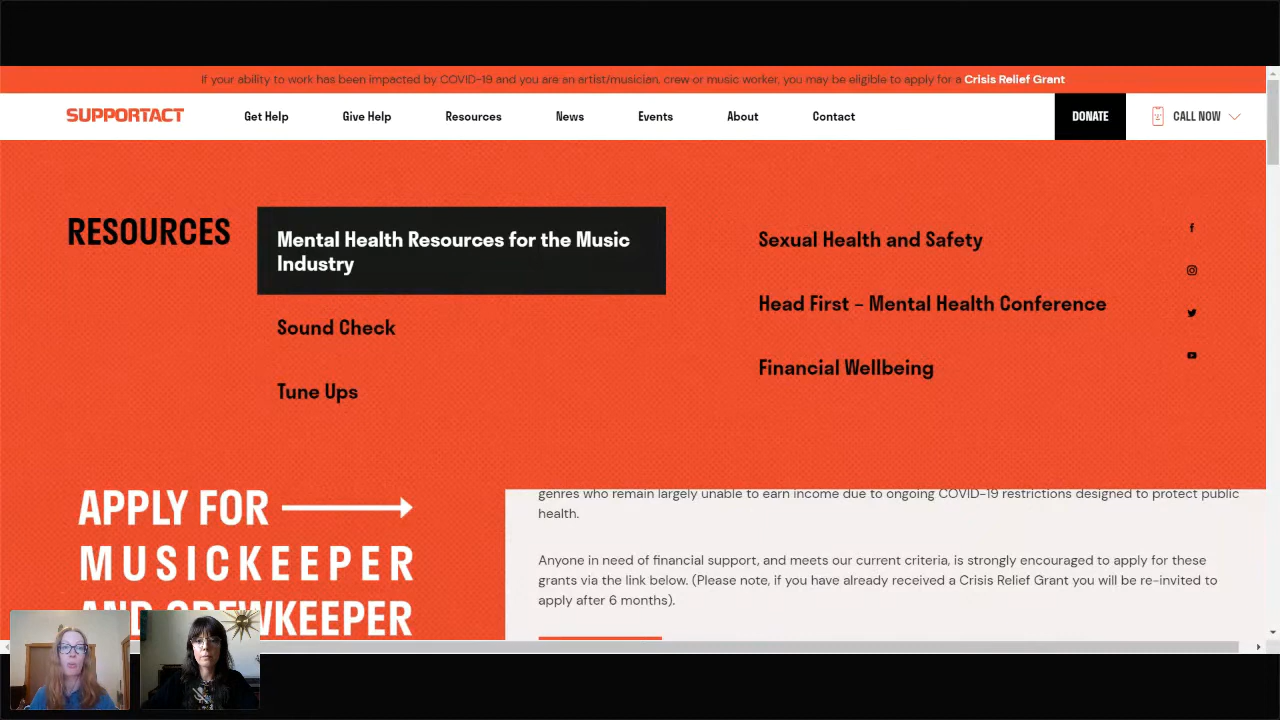 If your ability to work has been impacted by COVID-19 and you are an artist/musician, crew or music worker, you may be eligible to apply for a Crisis Relief Grant
SUPPORTACT
Get Help
Give Help
Resources
News
Events
About
Contact
DONATE
CALL NOW
RESOURCES
Mental Health Resources for the Music
Industry
Sound Check
Tune Ups
Sexual Health and Safety
Head First – Mental Health Conference
Financial Wellbeing
APPLY FOR
MUSICKEEPER
AND CREWKEEPER
genres who remain largely unable to earn income due to ongoing COVID-19 restrictions designed to protect public
health.
Anyone in need of financial support, and meets our current criteria, is strongly encouraged to apply for these
grants via the link below. (Please note, if you have already received a Crisis Relief Grant you will be re-invited to
apply after 6 months).